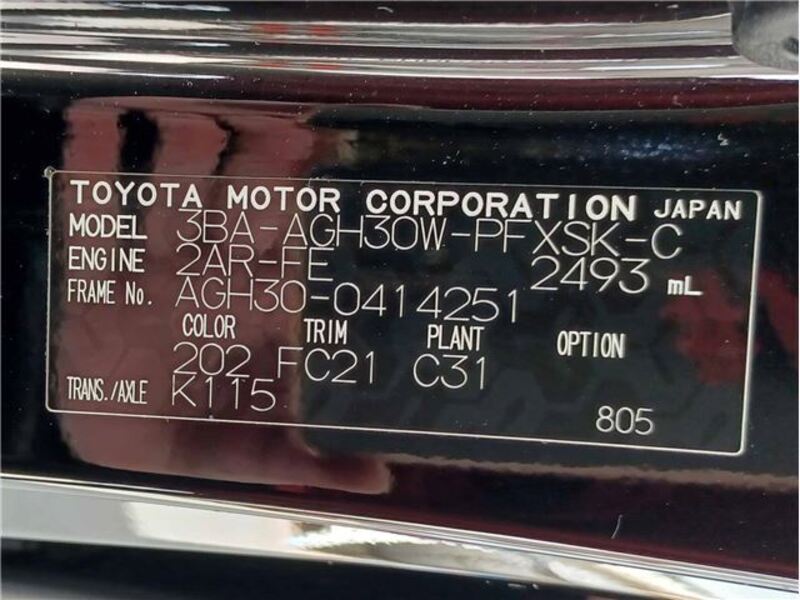 TOYOTA MOTOR CORPORATION JAPAN
MODEL 3BA-AGH30W-PFXSK-C
ENGINE 2AR-FE 2493 mL
FRAME No. AGH30-0414251
COLOR TRIM PLANT OPTION
202 FC21 C31
TRANS./AXLE K115
805